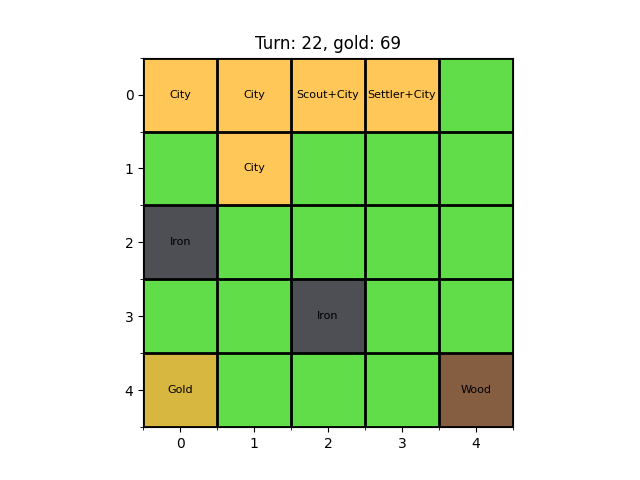 Turn: 22, gold: 69
0 City City Scout+City Settler+City
1 City
2 Iron
3 Iron
4 Gold Wood
0 1 2 3 4